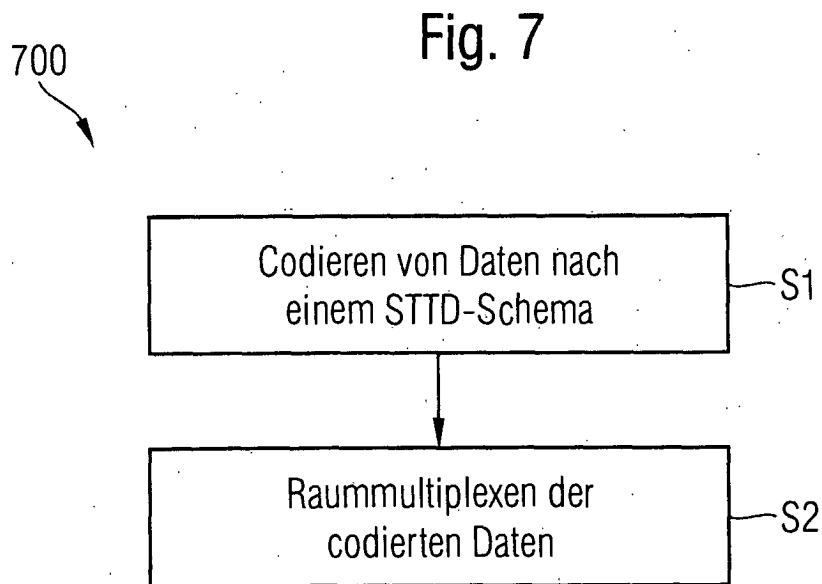 Fig. 7
700
Codieren von Daten nach
einem STTD-Schema
S1
Raummultiplexen der
codierten Daten
S2